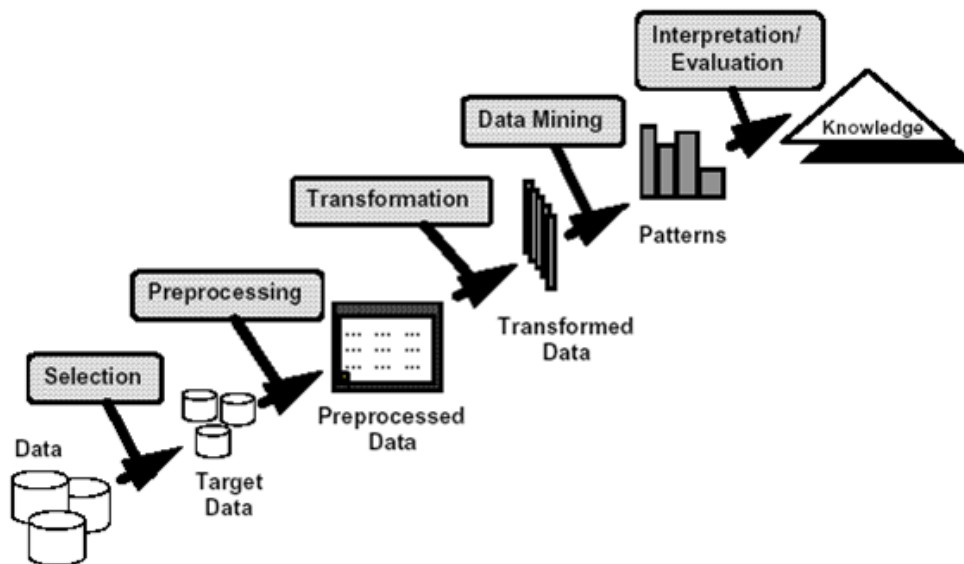 Interpretation/
Evaluation
Knowledge
Data Mining
Patterns
Transformation
Transformed
Data
Preprocessing
Preprocessed
Data
Selection
Target
Data
Data